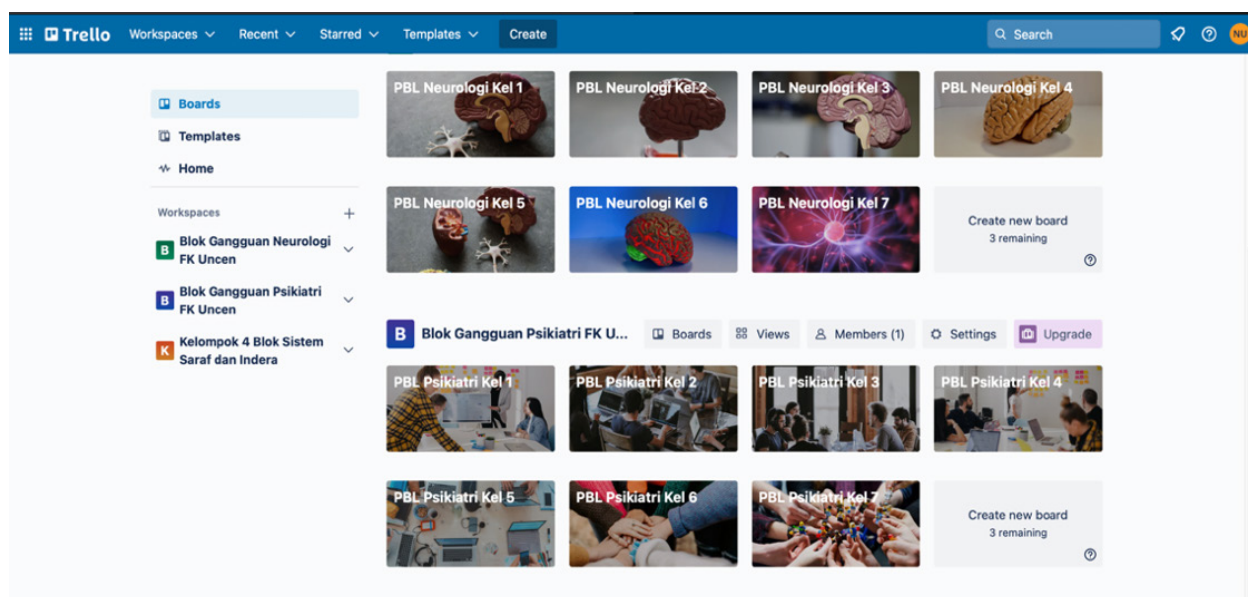 Trello Workspaces Recent Starred Templates Create Search NU
Boards
Templates
Home
Workspaces
B Blok Gangguan Neurologi
FK Uncen
B Blok Gangguan Psikiatri
FK Uncen
K Kelompok 4 Blok Sistem
Saraf dan Indera
PBL Neurologi Kel 1 PBL Neurologi Kel 2 PBL Neurologi Kel 3 PBL Neurologi Kel 4
PBL Neurologi Kel 5 PBL Neurologi Kel 6 PBL Neurologi Kel 7
Create new board
3 remaining
B Blok Gangguan Psikiatri FK U... Boards Views Members (1) Settings Upgrade
PBL Psikiatri Kel 1 PBL Psikiatri Kel 2 PBL Psikiatri Kel 3 PBL Psikiatri Kel 4
PBL Psikiatri Kel 5 PBL Psikiatri Kel 6 PBL Psikiatri Kel 7
Create new board
3 remaining